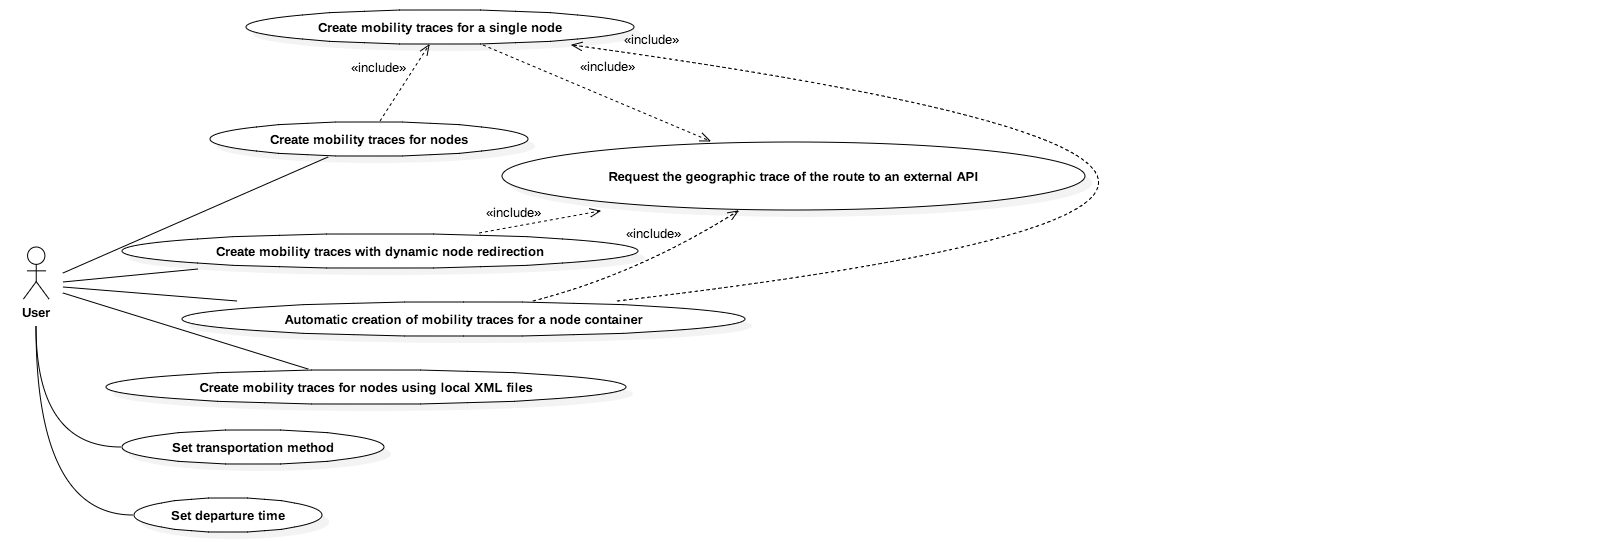 Create mobility traces for a single node
«include»
«include»
«include»
Create mobility traces for nodes
Request the geographic trace of the route to an external API
«include»
«include»
Create mobility traces with dynamic node redirection
User
Automatic creation of mobility traces for a node container
Create mobility traces for nodes using local XML files
Set transportation method
Set departure time